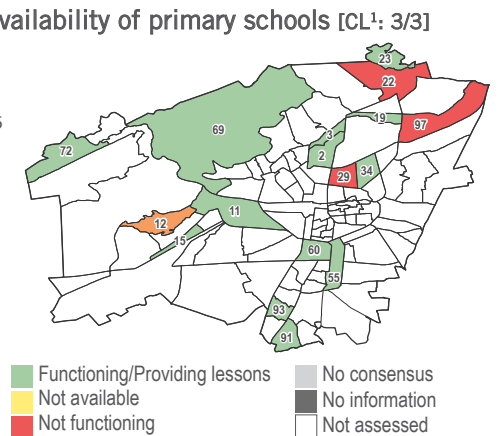 vailability of primary schools [CL¹: 3/3]
23
22
19
97
3
69
2
72
29
34
11
12
15
60
55
93
91
Functioning/Providing lessons
No consensus
Not available
No information
Not functioning
Not assessed